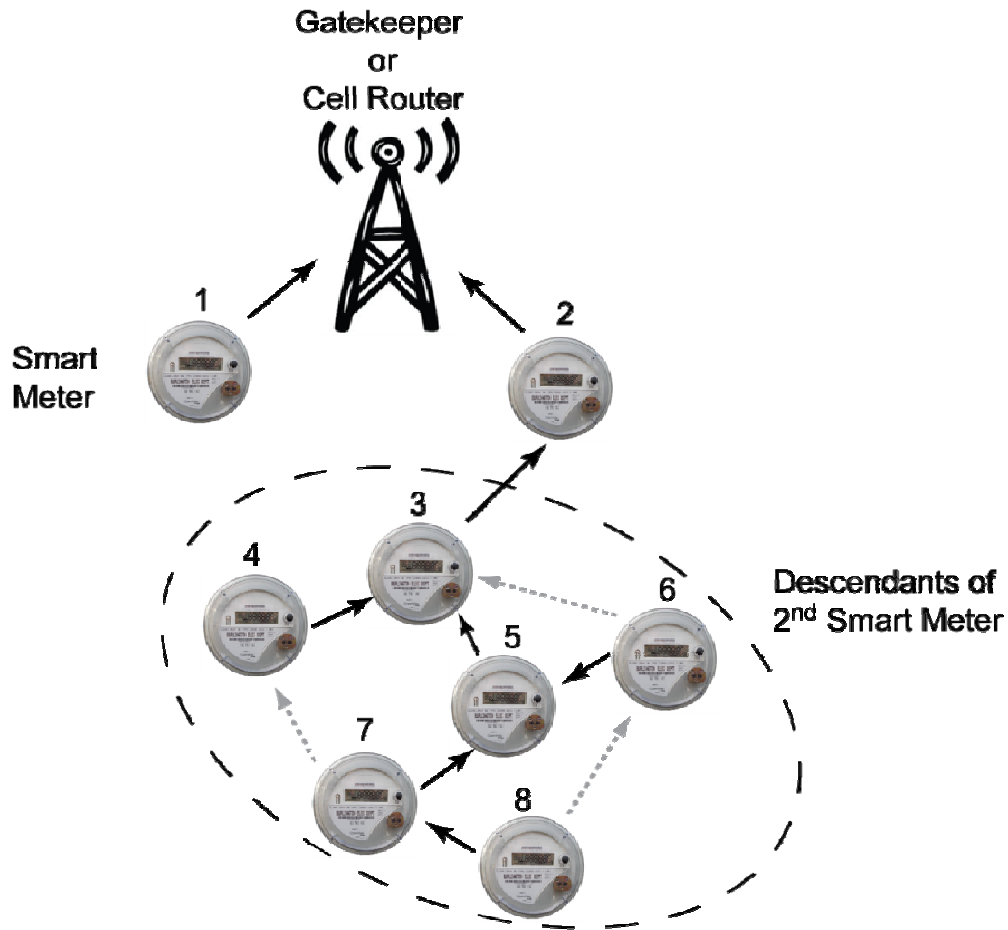 Gatekeeper
or
Cell Router
1
2
Smart
Meter
3
4
6
Descendants of
2nd Smart Meter
5
7
8